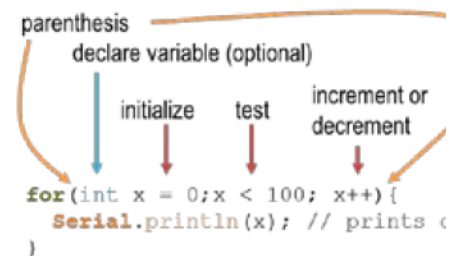 parenthesis
declare variable (optional)
initialize test increment or
decrement
for(int x = 0;x < 100; x++){
Serial.println(x); // prints
}